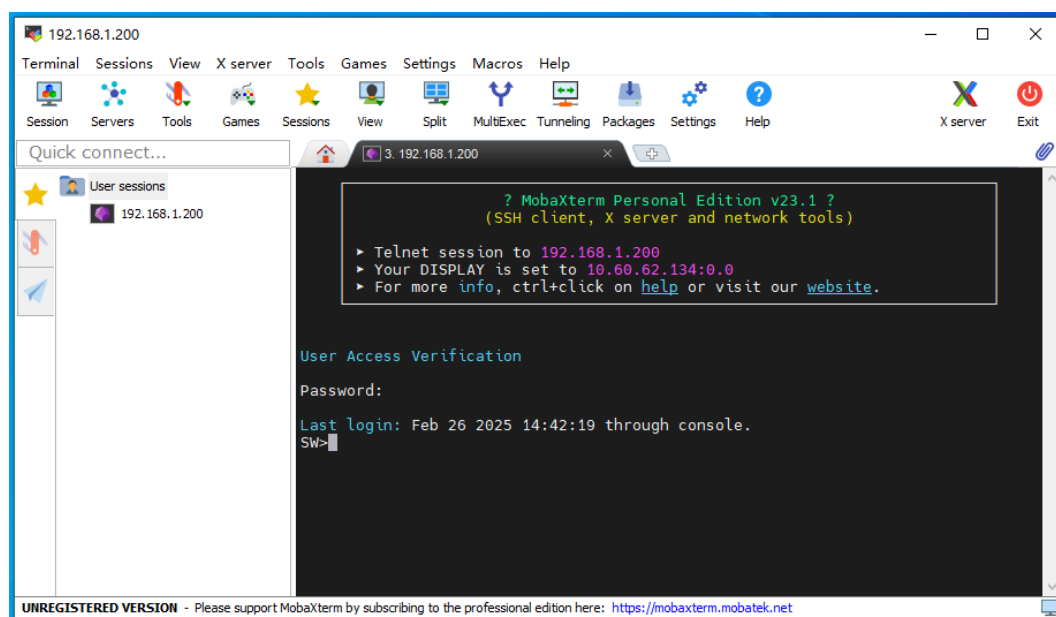 192.168.1.200
Terminal Sessions View X server Tools Games Settings Macros Help
Session Servers Tools Games Sessions View Split MultiExec Tunneling Packages Settings Help X server Exit
Quick connect...
3. 192.168.1.200
User sessions
192.168.1.200
? MobaXterm Personal Edition v23.1 ?
(SSH client, X server and network tools)
➤ Telnet session to 192.168.1.200
➤ Your DISPLAY is set to 10.60.62.134:0.0
➤ For more info, ctrl+click on help or visit our website.
User Access Verification
Password:
Last login: Feb 26 2025 14:42:19 through console.
SW>
UNREGISTERED VERSION - Please support MobaXterm by subscribing to the professional edition here: https://mobaxterm.mobatek.net